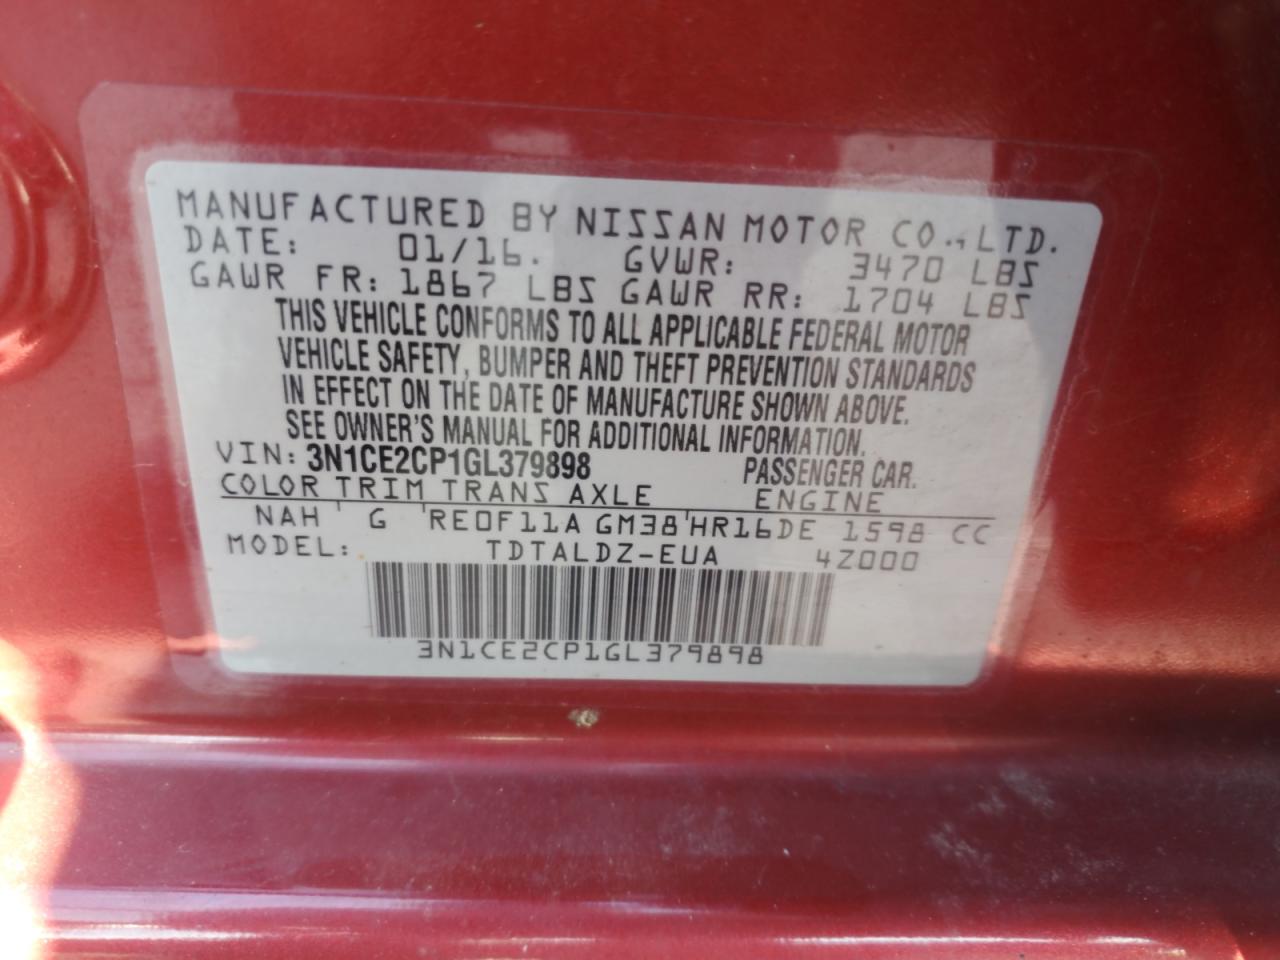 MANUFACTURED BY NISSAN MOTOR CO., LTD.
DATE: 01/16. GVWR: 3470 LBS
GAWR FR: 1867 LBS GAWR RR: 1704 LBS
THIS VEHICLE CONFORMS TO ALL APPLICABLE FEDERAL MOTOR
VEHICLE SAFETY, BUMPER AND THEFT PREVENTION STANDARDS
IN EFFECT ON THE DATE OF MANUFACTURE SHOWN ABOVE.
SEE OWNER'S MANUAL FOR ADDITIONAL INFORMATION.
VIN: 3N1CE2CP1GL379898 PASSENGER CAR.
COLOR TRIM TRANS AXLE ENGINE
NAH ' G 'RE0F11A GM38'HR16DE 1598 CC
MODEL: TDTALDZ-EUA 4Z000
3N1CE2CP1GL379898